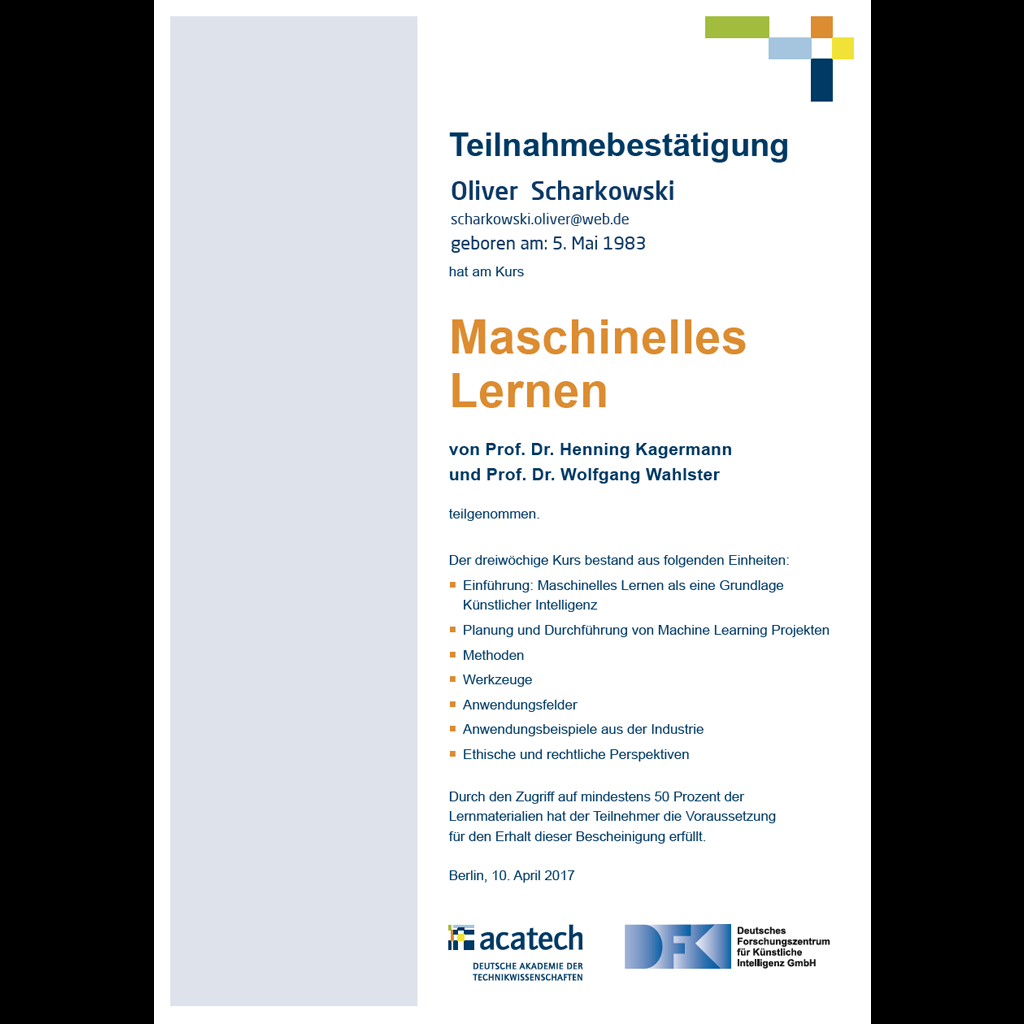 Teilnahmebestätigung
Oliver Scharkowski
scharkowski.oliver@web.de
geboren am: 5. Mai 1983
hat am Kurs
Maschinelles
Lernen
von Prof. Dr. Henning Kagermann
und Prof. Dr. Wolfgang Wahlster
teilgenommen.
Der dreiwöchige Kurs bestand aus folgenden Einheiten:
Einführung: Maschinelles Lernen als eine Grundlage
Künstlicher Intelligenz
Planung und Durchführung von Machine Learning Projekten
Methoden
Werkzeuge
Anwendungsfelder
Anwendungsbeispiele aus der Industrie
Ethische und rechtliche Perspektiven
Durch den Zugriff auf mindestens 50 Prozent der
Lernmaterialien hat der Teilnehmer die Voraussetzung
für den Erhalt dieser Bescheinigung erfüllt.
Berlin, 10. April 2017
acatech
DEUTSCHE AKADEMIE DER
TECHNIKWISSENSCHAFTEN
DFKI
Deutsches
Forschungszentrum
für Künstliche
Intelligenz GmbH